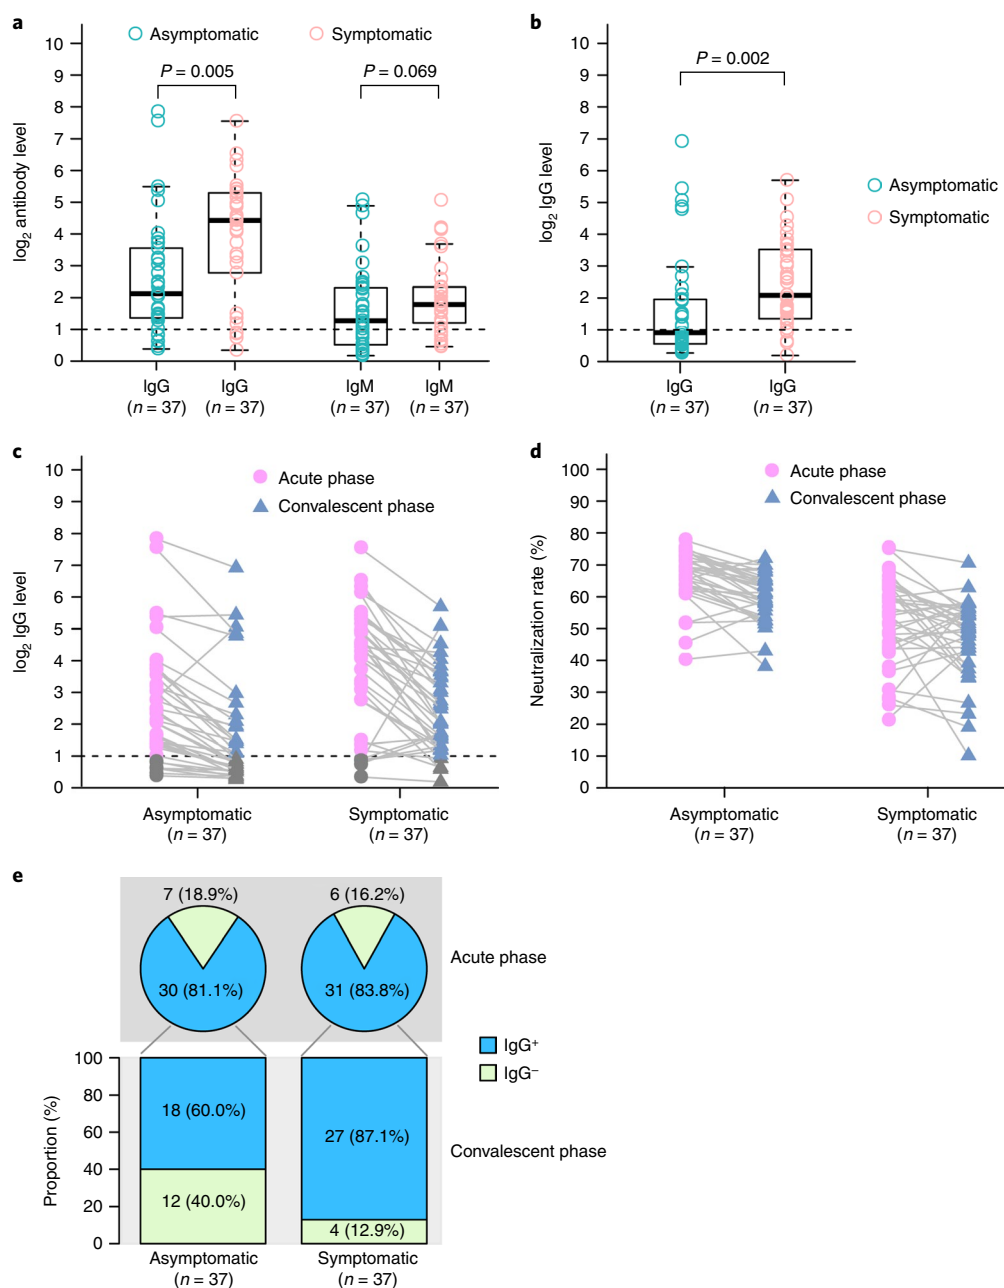 a
Asymptomatic
Symptomatic
10
9
8
7
6
5
4
3
2
1
0
log2 antibody level
P = 0.005
P = 0.069
IgG
(n = 37)
IgG
(n = 37)
IgM
(n = 37)
IgM
(n = 37)
b
10
9
8
7
6
5
4
3
2
1
0
log2 IgG level
P = 0.002
Asymptomatic
Symptomatic
IgG
(n = 37)
IgG
(n = 37)
c
10
9
8
7
6
5
4
3
2
1
0
log2 IgG level
Acute phase
Convalescent phase
Asymptomatic
(n = 37)
Symptomatic
(n = 37)
d
100
90
80
70
60
50
40
30
20
10
0
Neutralization rate (%)
Acute phase
Convalescent phase
Asymptomatic
(n = 37)
Symptomatic
(n = 37)
e
7 (18.9%)
6 (16.2%)
30 (81.1%)
31 (83.8%)
Acute phase
IgG+
IgG−
100
80
60
40
20
0
Proportion (%)
18 (60.0%)
12 (40.0%)
27 (87.1%)
4 (12.9%)
Convalescent phase
Asymptomatic
(n = 37)
Symptomatic
(n = 37)